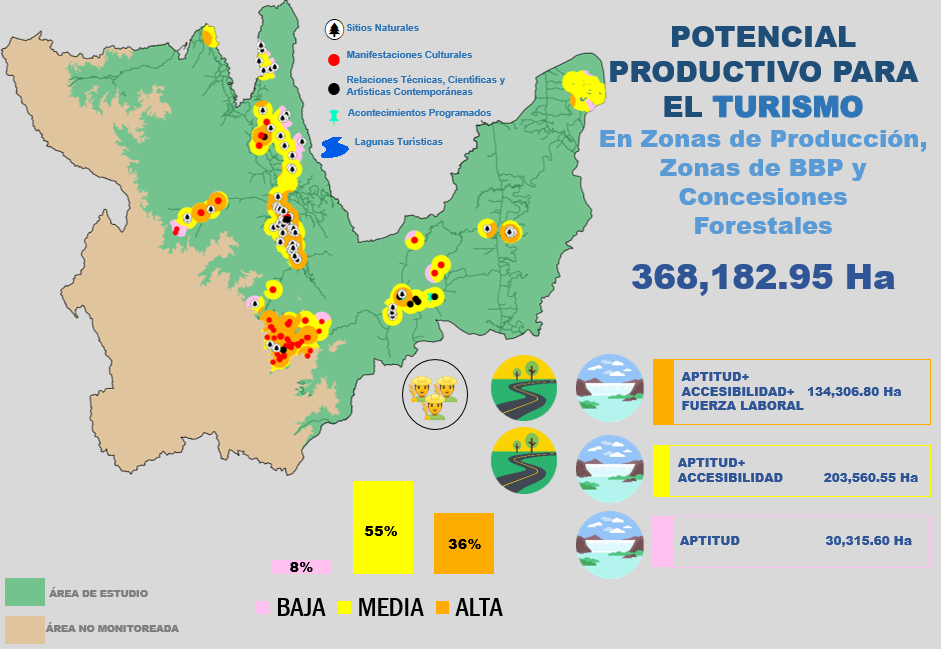 Sitios Naturales
Manifestaciones Culturales
Relaciones Técnicas, Científicas y
Artísticas Contemporáneas
Acontecimientos Programados
Lagunas Turísticas
POTENCIAL
PRODUCTIVO PARA
EL TURISMO
En Zonas de Producción,
Zonas de BBP y
Concesiones
Forestales
368,182.95 Ha
APTITUD+
ACCESIBILIDAD+ 134,306.80 Ha
FUERZA LABORAL
APTITUD+
ACCESIBILIDAD 203,560.55 Ha
APTITUD 30,315.60 Ha
8%
55%
36%
BAJA MEDIA ALTA
ÁREA DE ESTUDIO
ÁREA NO MONITOREADA